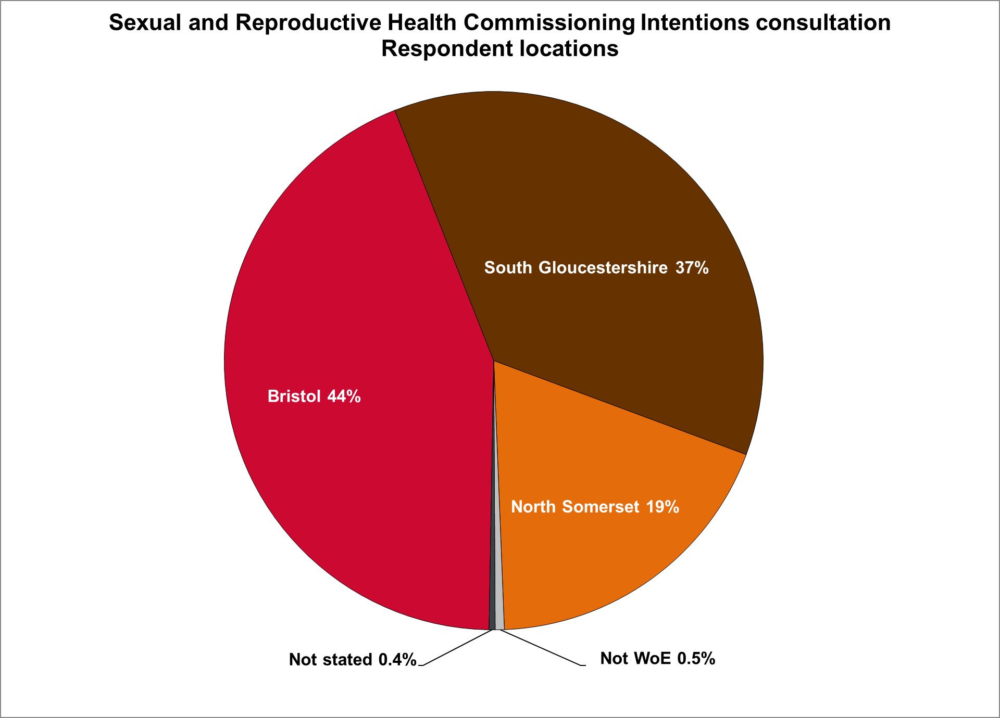 Sexual and Reproductive Health Commissioning Intentions consultation
Respondent locations
South Gloucestershire 37%
Bristol 44%
North Somerset 19%
Not stated 0.4%
Not WoE 0.5%